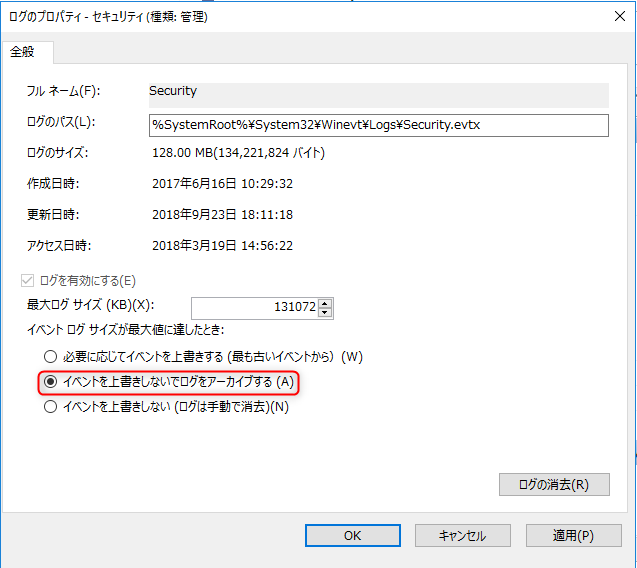 ログのプロパティ - セキュリティ (種類: 管理)
全般
フル ネーム(F): Security
ログのパス(L): %SystemRoot%¥System32¥Winevt¥Logs¥Security.evtx
ログのサイズ: 128.00 MB(134,221,824 バイト)
作成日時: 2017年6月16日 10:29:32
更新日時: 2018年9月23日 18:11:18
アクセス日時: 2018年3月19日 14:56:22
ログを有効にする(E)
最大ログ サイズ (KB)(X): 131072
イベント ログ サイズが最大値に達したとき:
必要に応じてイベントを上書きする (最も古いイベントから) (W)
イベントを上書きしないでログをアーカイブする (A)
イベントを上書きしない (ログは手動で消去)(N)
ログの消去(R)
OK キャンセル 適用(P)